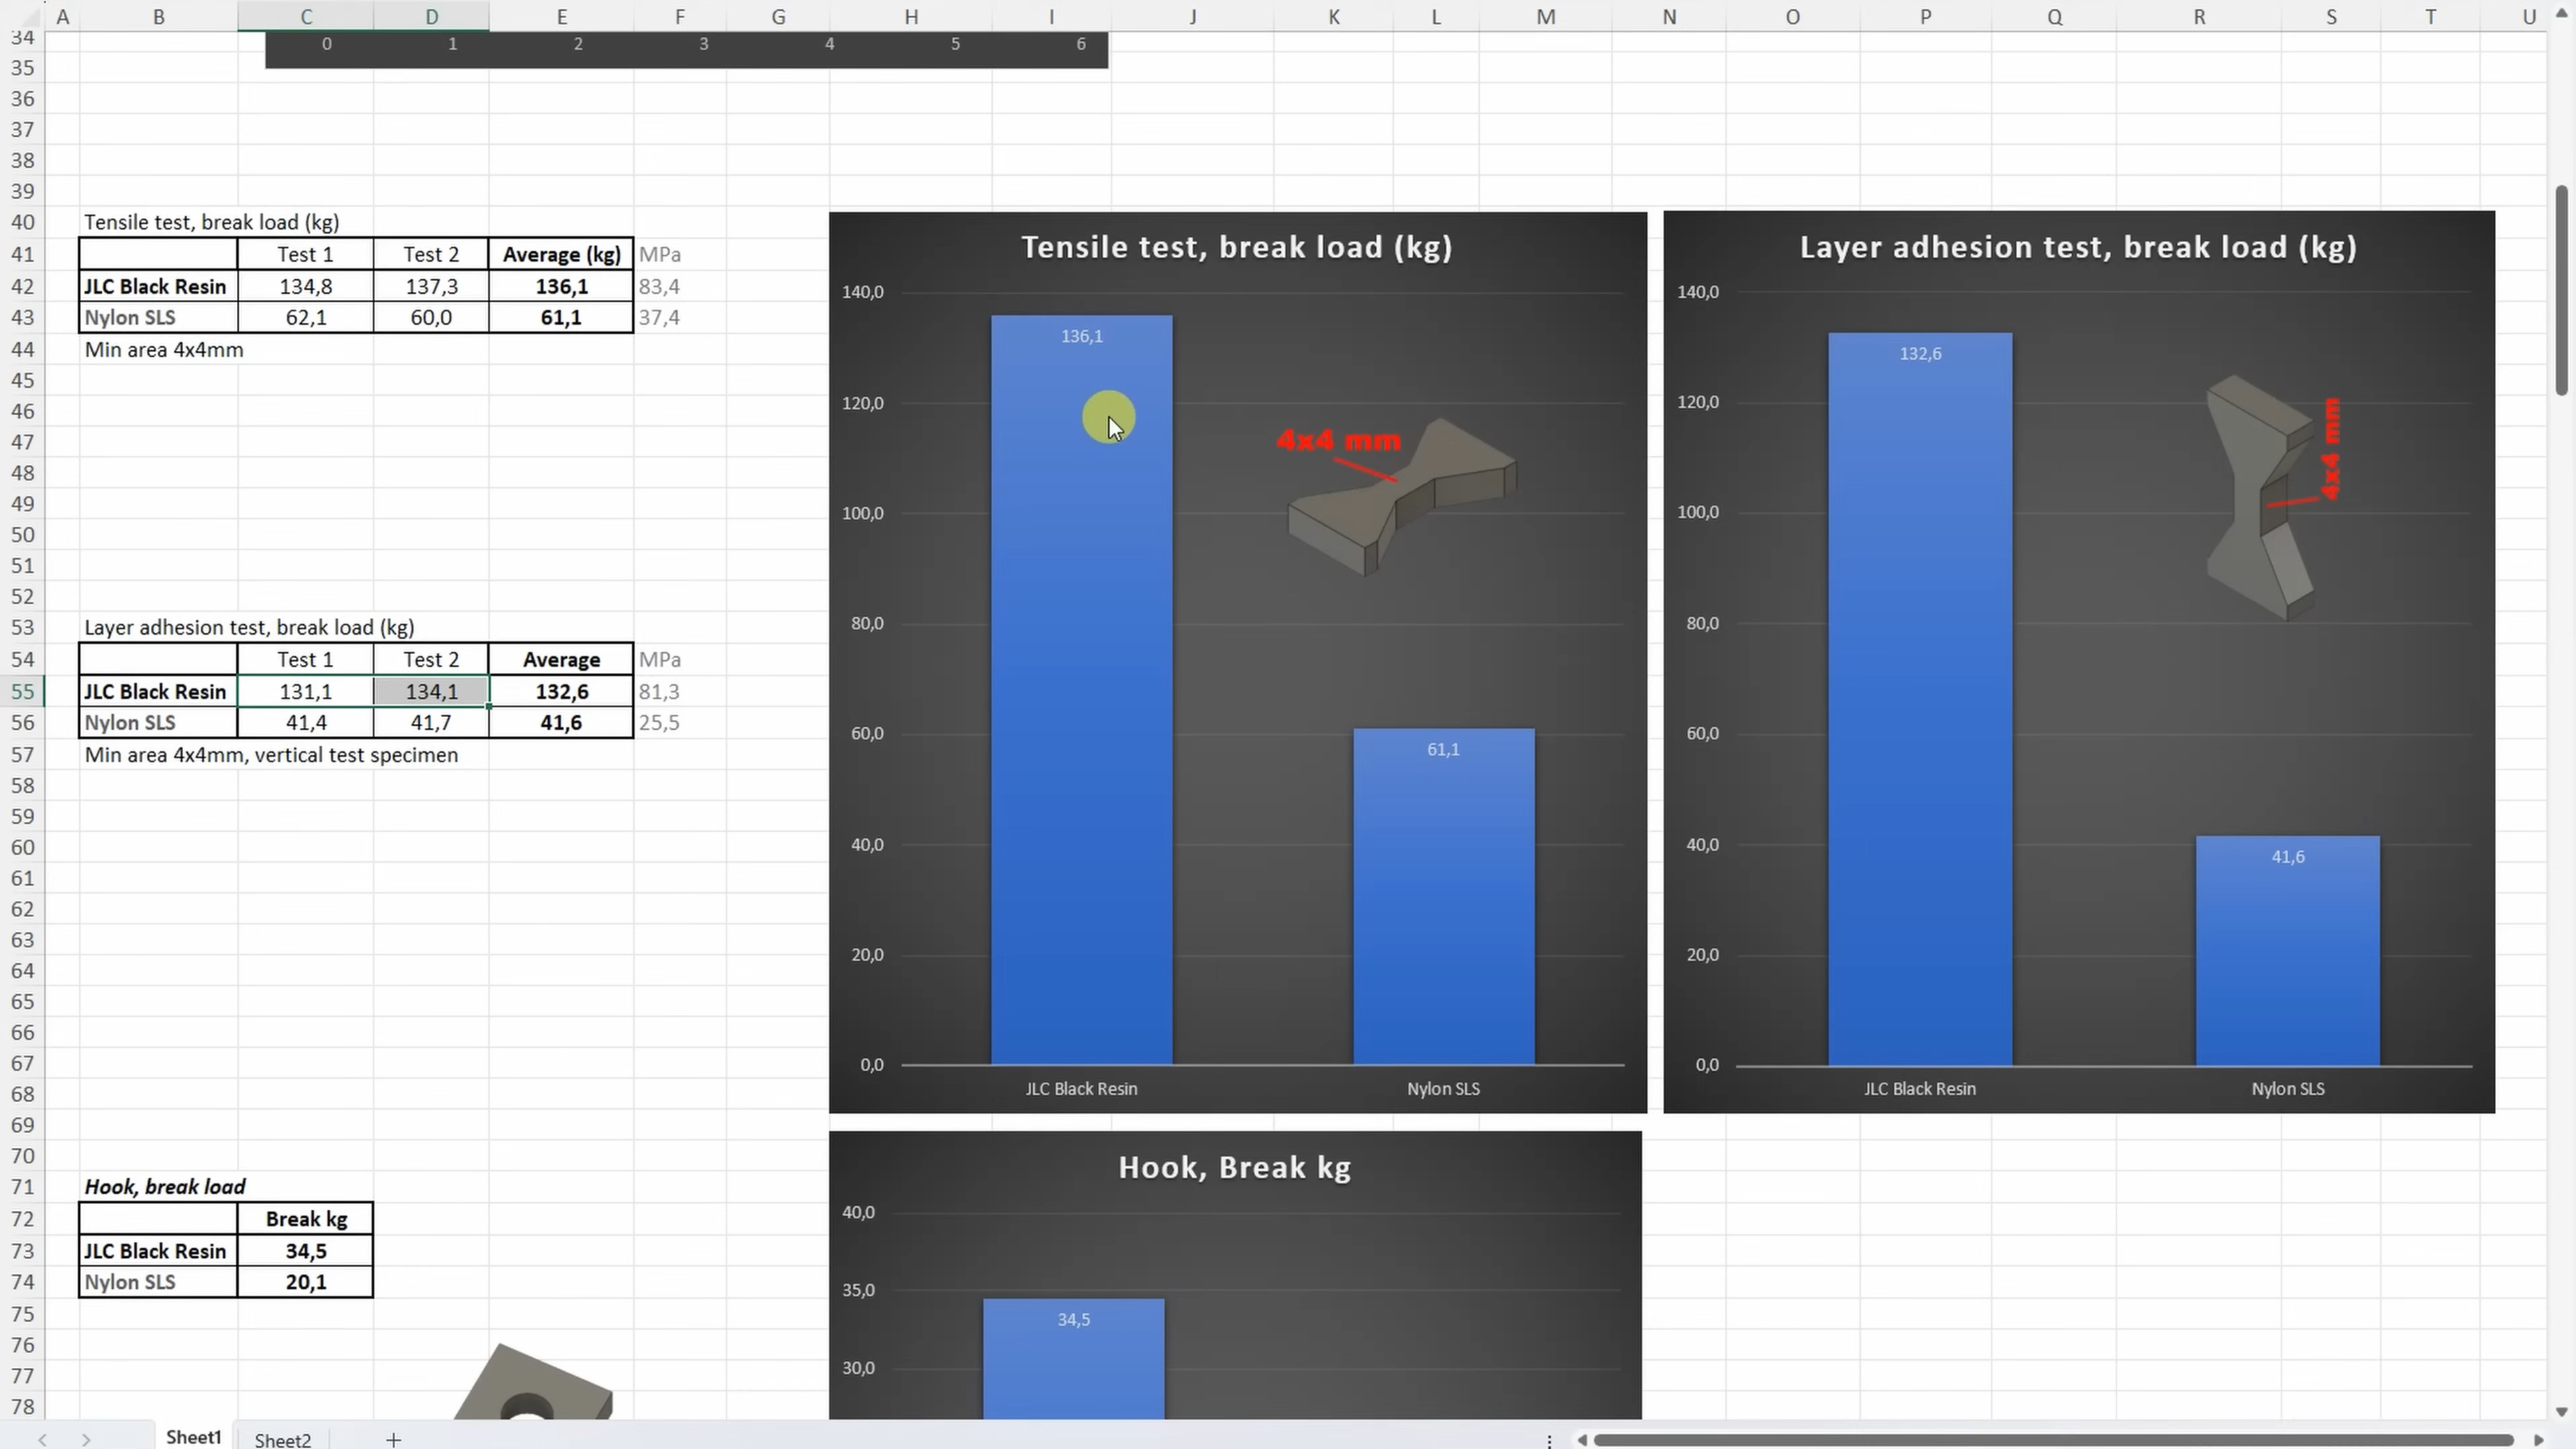 A B C D E F G H I J K L M N O P Q R S T U
34 0 1 2 3 4 5 6
35
36
37
38
39
40 Tensile test, break load (kg)
41 Test 1 Test 2 Average (kg) MPa
42 JLC Black Resin 134,8 137,3 136,1 83,4
43 Nylon SLS 62,1 60,0 61,1 37,4
44 Min area 4x4mm
45
46
47
48
49
50
51
52
53 Layer adhesion test, break load (kg)
54 Test 1 Test 2 Average MPa
55 JLC Black Resin 131,1 134,1 132,6 81,3
56 Nylon SLS 41,4 41,7 41,6 25,5
57 Min area 4x4mm, vertical test specimen
58
59
60
61
62
63
64
65
66
67
68
69
70
71 Hook, break load
72 Break kg
73 JLC Black Resin 34,5
74 Nylon SLS 20,1
75
76
77
78
Tensile test, break load (kg)
140,0
136,1
120,0
4x4 mm
100,0
80,0
60,0
61,1
40,0
20,0
0,0
JLC Black Resin Nylon SLS
Layer adhesion test, break load (kg)
140,0
132,6
120,0
4x4 mm
100,0
80,0
60,0
40,0
41,6
20,0
0,0
JLC Black Resin Nylon SLS
Hook, Break kg
40,0
35,0
34,5
30,0
Sheet1 Sheet2 +